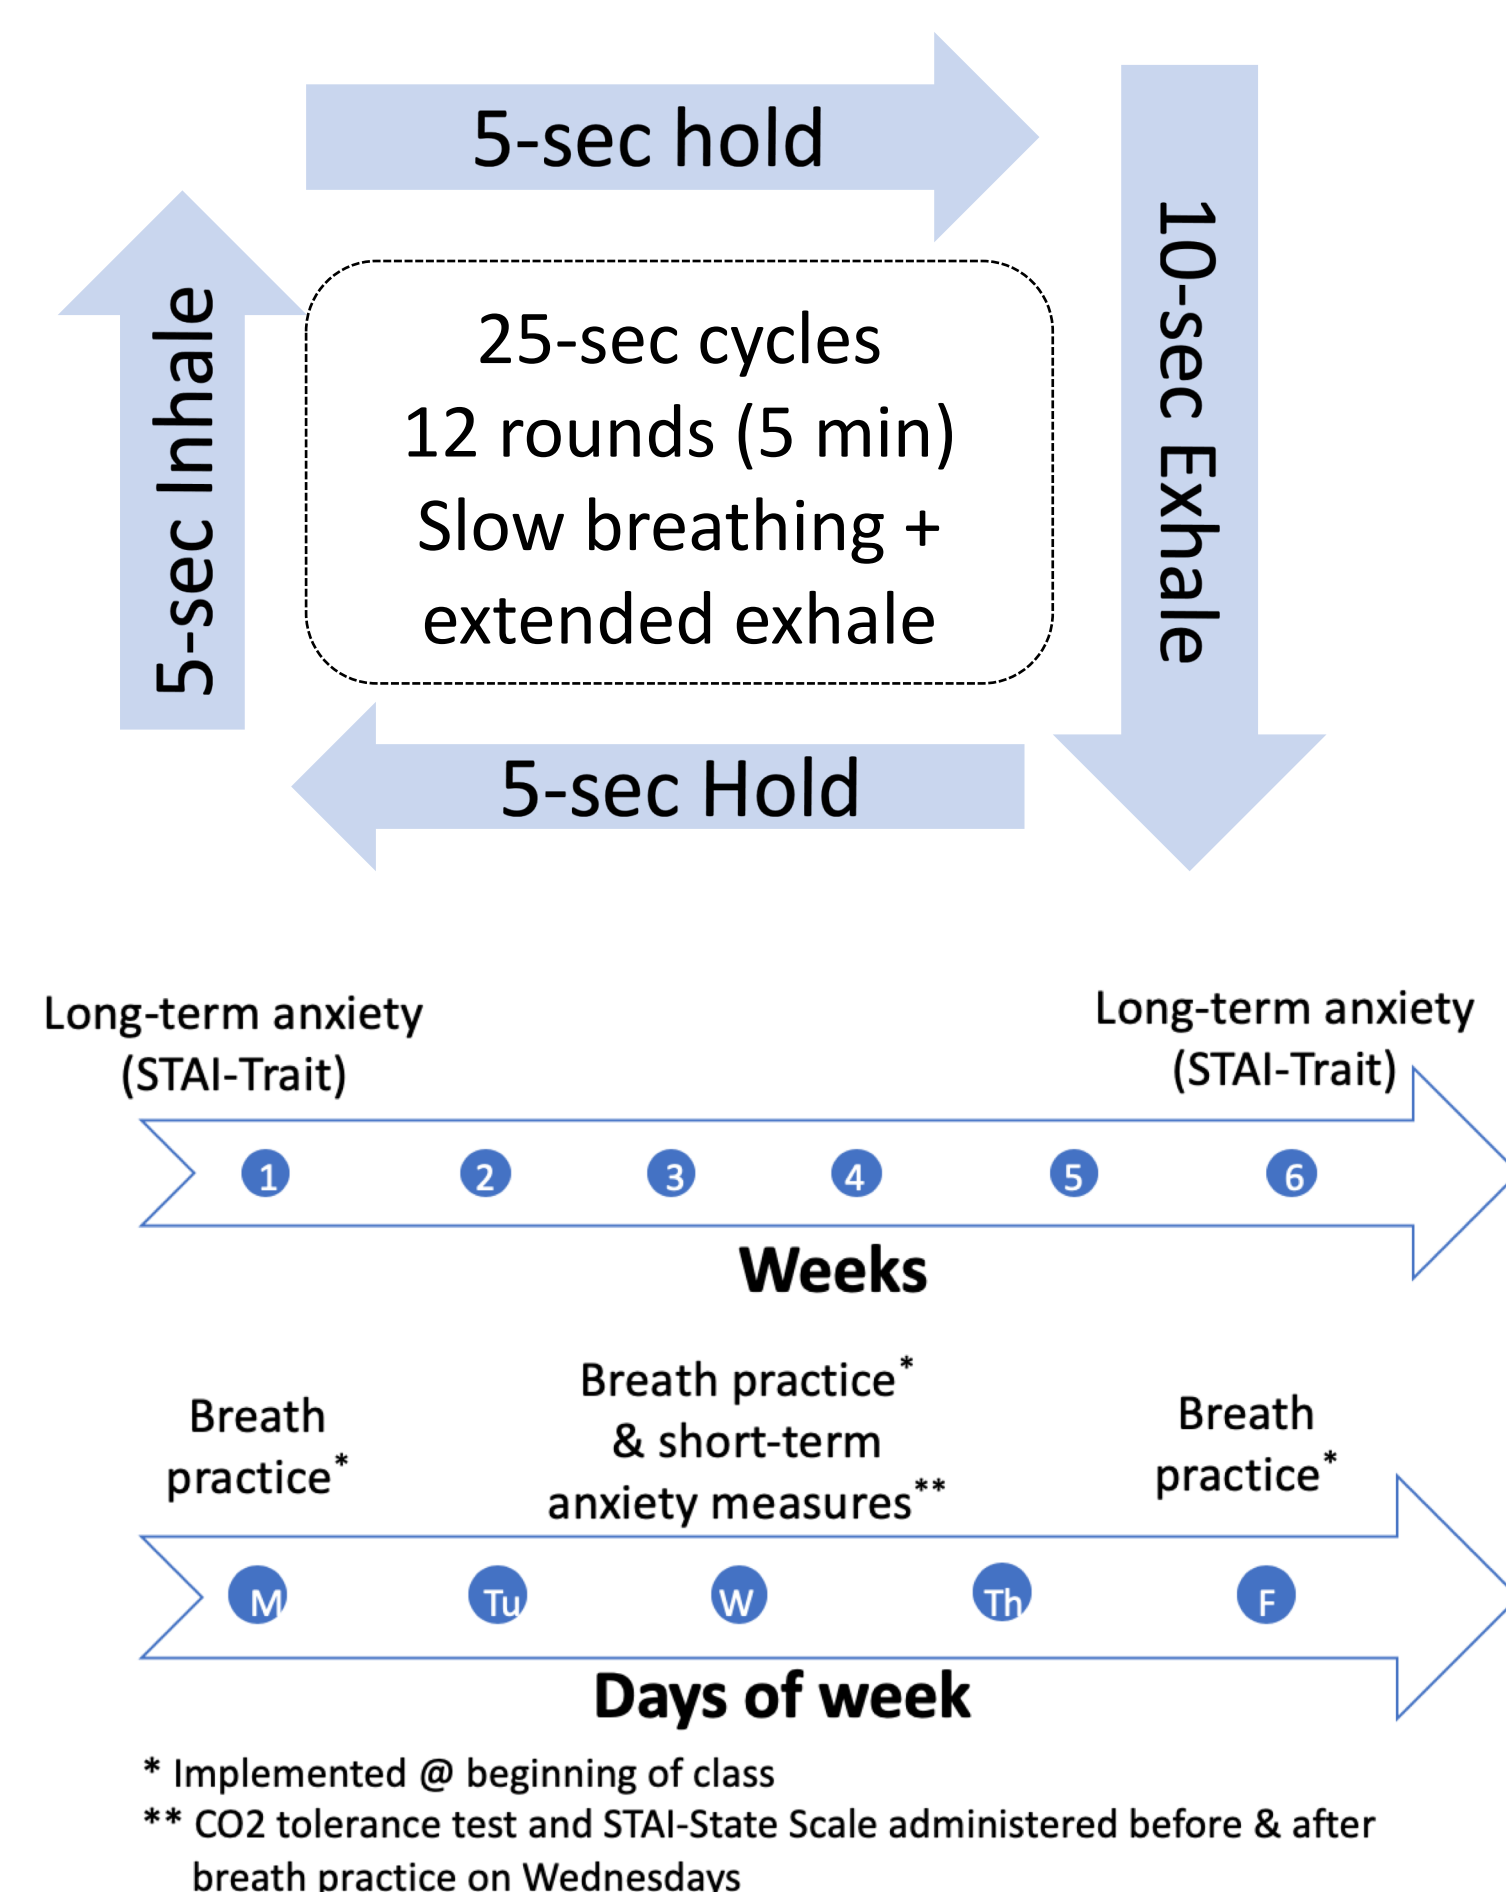 5-sec hold
5-sec Inhale
25-sec cycles
12 rounds (5 min)
Slow breathing +
extended exhale
10-sec Exhale
5-sec Hold
Long-term anxiety
(STAI-Trait)
Long-term anxiety
(STAI-Trait)
1 2 3 4 5 6
Weeks
Breath
practice*
Breath practice*
& short-term
anxiety measures**
Breath
practice*
M Tu W Th F
Days of week
* Implemented @ beginning of class
** CO2 tolerance test and STAI-State Scale administered before & after
breath practice on Wednesdays